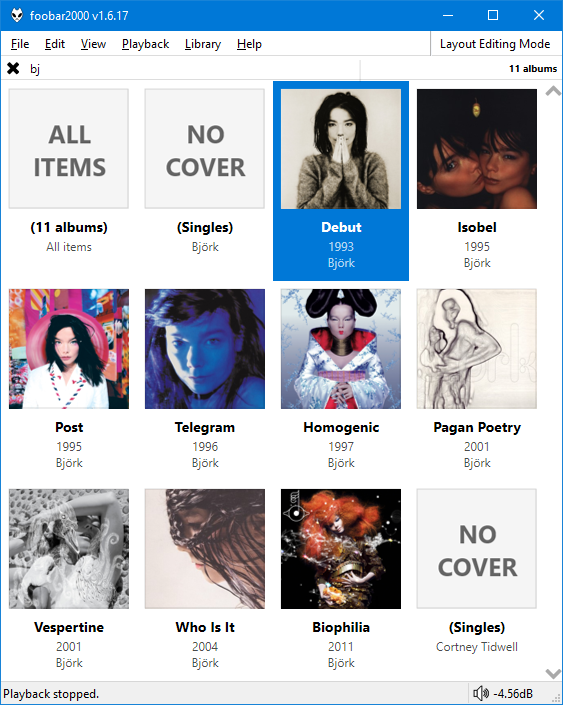 foobar2000 v1.6.17
File Edit View Playback Library Help Layout Editing Mode
bj 11 albums
ALL ITEMS
(11 albums)
All items
NO COVER
(Singles)
Björk
Debut
1993
Björk
Isobel
1995
Björk
Post
1995
Björk
Telegram
1996
Björk
Homogenic
1997
Björk
Pagan Poetry
2001
Björk
Vespertine
2001
Björk
Who Is It
2004
Björk
Biophilia
2011
Björk
NO COVER
(Singles)
Cortney Tidwell
Playback stopped. -4.56dB